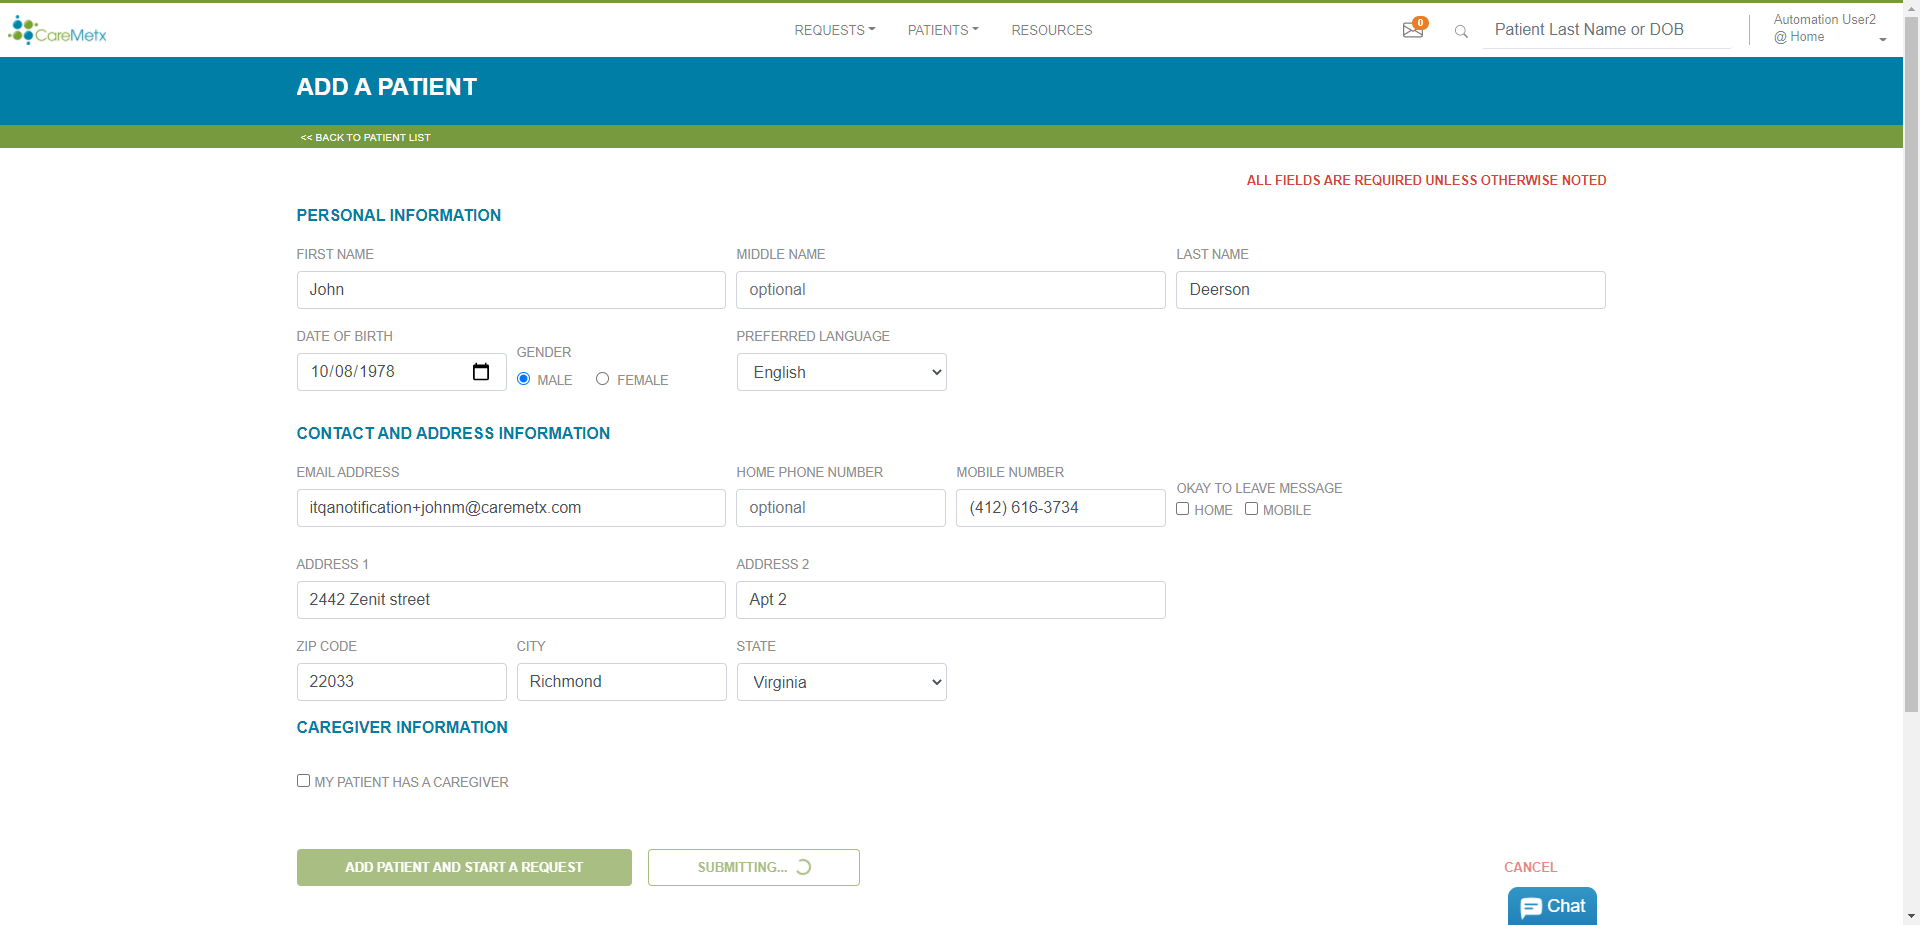 CareMetx
REQUESTS PATIENTS RESOURCES 0 Patient Last Name or DOB Automation User2
@ Home
ADD A PATIENT
<< BACK TO PATIENT LIST
ALL FIELDS ARE REQUIRED UNLESS OTHERWISE NOTED
PERSONAL INFORMATION
FIRST NAME MIDDLE NAME LAST NAME
John optional Deerson
DATE OF BIRTH GENDER PREFERRED LANGUAGE
10/08/1978 MALE FEMALE English
CONTACT AND ADDRESS INFORMATION
EMAIL ADDRESS HOME PHONE NUMBER MOBILE NUMBER OKAY TO LEAVE MESSAGE
itqanotification+johnm@caremetx.com optional (412) 616-3734 HOME MOBILE
ADDRESS 1 ADDRESS 2
2442 Zenit street Apt 2
ZIP CODE CITY STATE
22033 Richmond Virginia
CAREGIVER INFORMATION
MY PATIENT HAS A CAREGIVER
ADD PATIENT AND START A REQUEST SUBMITTING... CANCEL
Chat